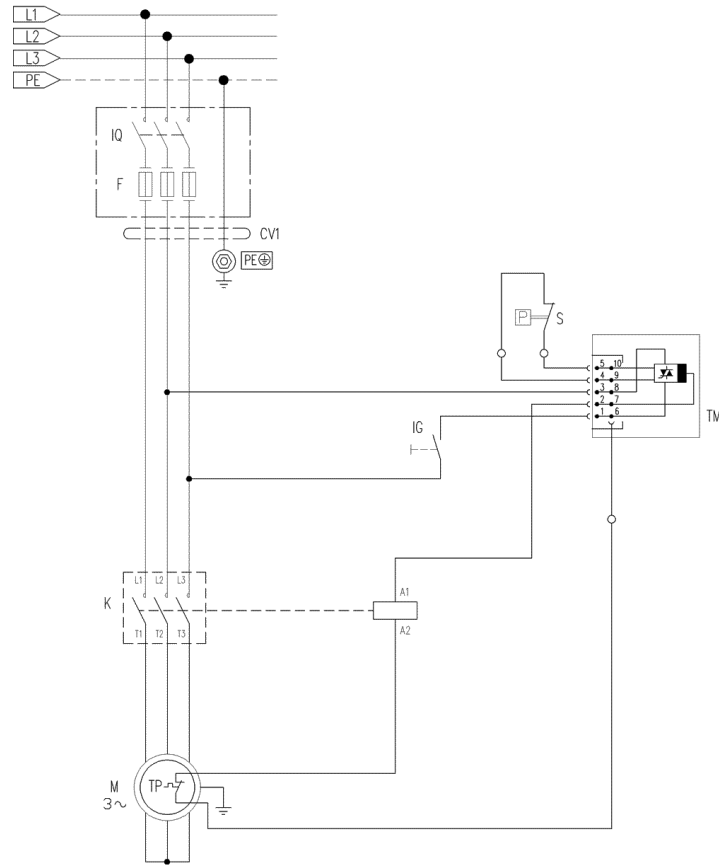 L1
L2
L3
PE
IQ
F
CV1
PE
P
S
5 10
4 9
3 8
2 7
1 6
TM
IG
L1 L2 L3
K
T1 T2 T3
A1
A2
M
3~
TP